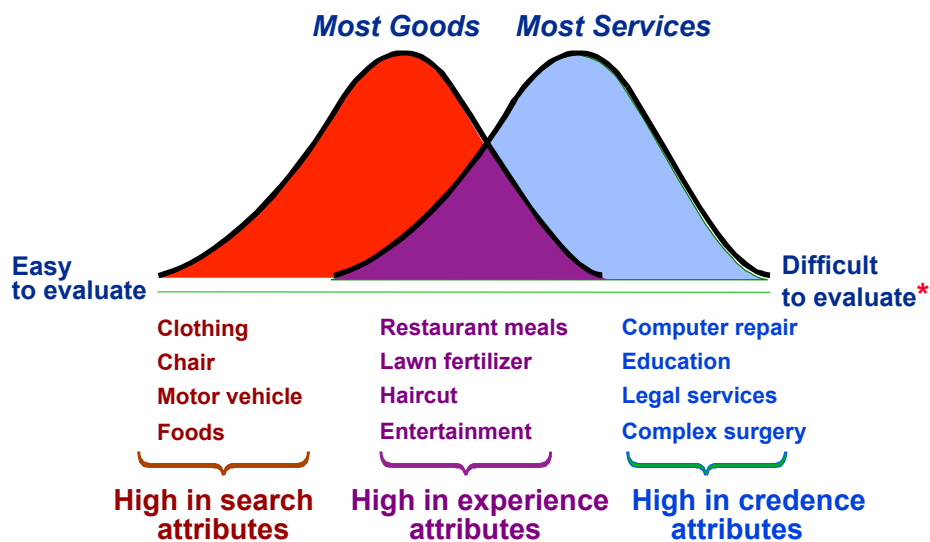 Most Goods
Most Services
Easy
to evaluate
Difficult
to evaluate*
Clothing
Chair
Motor vehicle
Foods
High in search
attributes
Restaurant meals
Lawn fertilizer
Haircut
Entertainment
High in experience
attributes
Computer repair
Education
Legal services
Complex surgery
High in credence
attributes